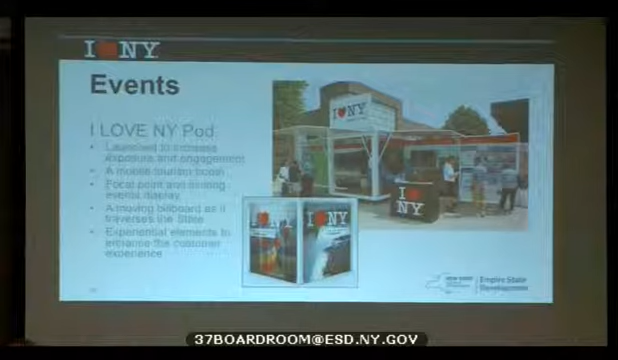 I ❤ NY
Events
I LOVE NY Pod
• Launched to increase
exposure and engagement
• A mobile tourism booth
• Focal point and
events display
• A moving billboard as it
traverses the State
• Experiential elements to
enhance the customer
experience
I ❤ NY
I ❤
NY
I ❤ NY
Empire State
Development
37BOARDROOM@ESD.NY.GOV